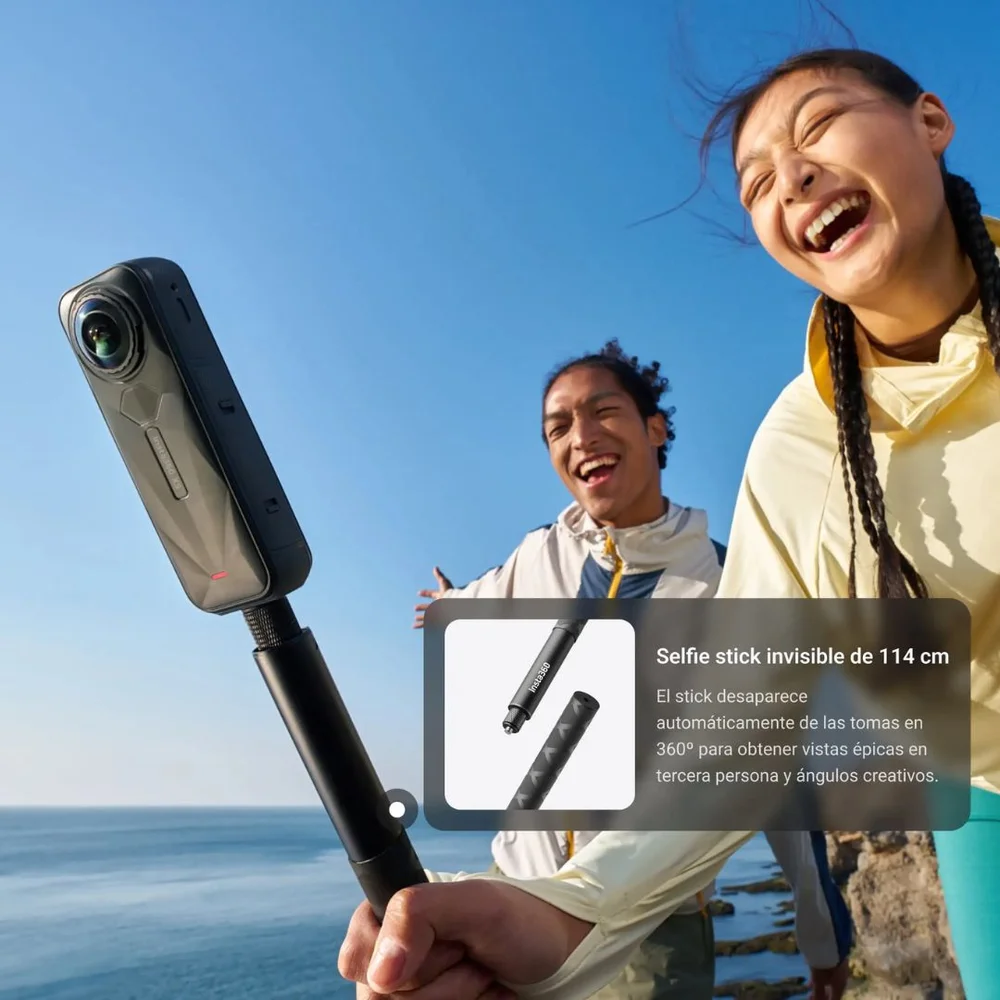 Selfie stick invisible de 114 cm
El stick desaparece
automáticamente de las tomas en
360º para obtener vistas épicas en
tercera persona y ángulos creativos.
Insta360